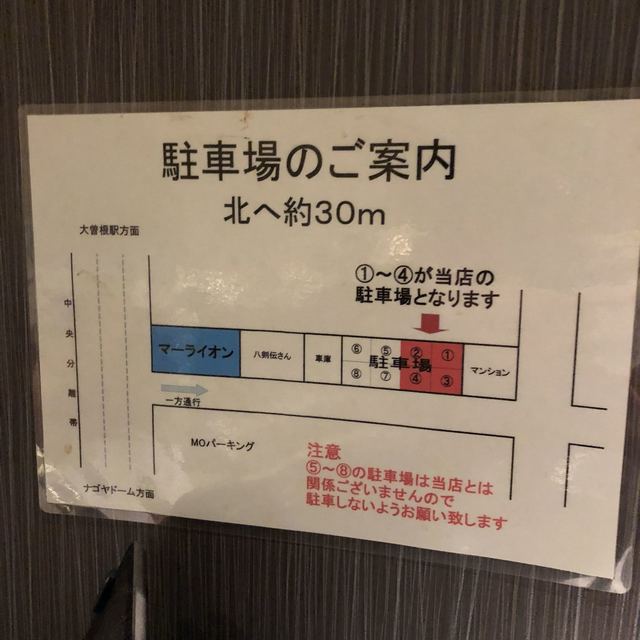 駐車場のご案内
北へ約30m
大曽根駅方面
①～④が当店の
駐車場となります
中央分離帯
マーライオン
八剣伝さん
車庫
⑥ ⑤ ② ①
駐車場
⑧ ⑦ ④ ③
マンション
一方通行
MOパーキング
注意
⑤～⑧の駐車場は当店とは
関係ございませんので
駐車しないようお願い致します
ナゴヤドーム方面